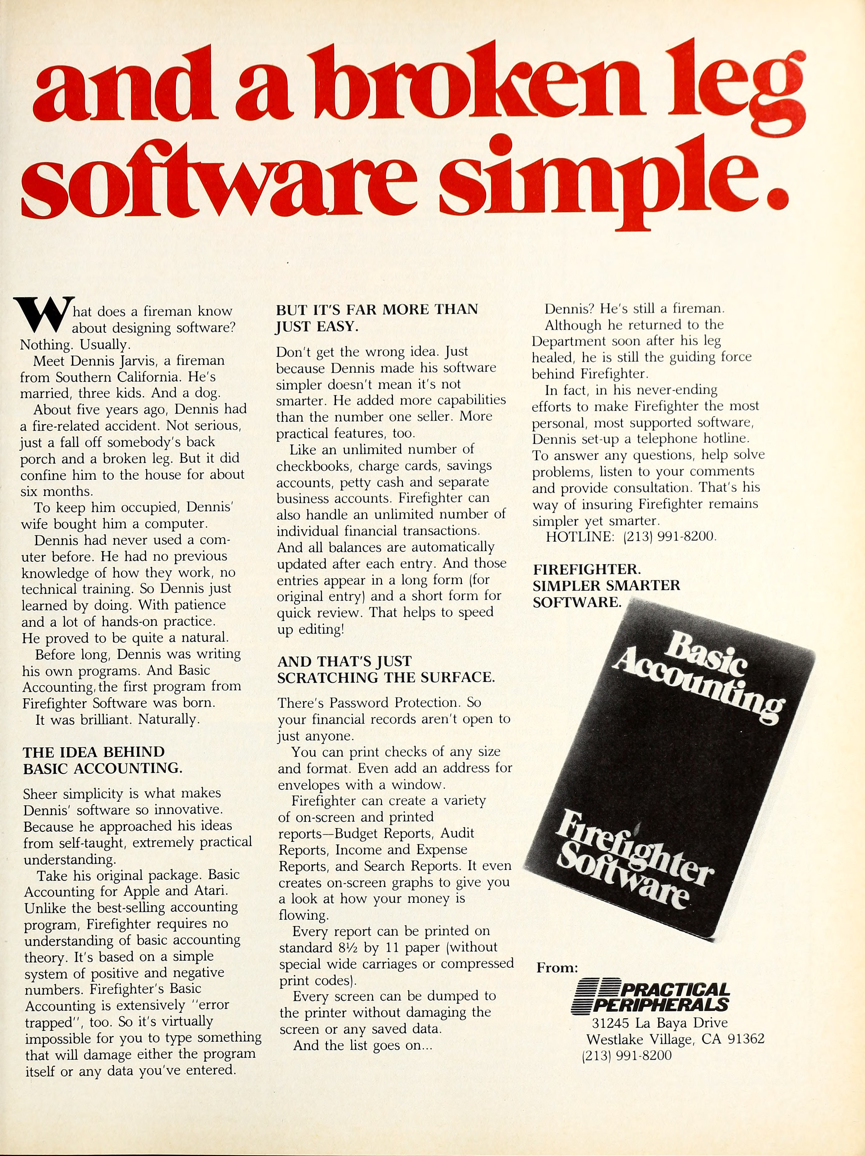 and a broken leg
software simple.
What does a fireman know
about designing software?
Nothing. Usually.
Meet Dennis Jarvis, a fireman
from Southern California. He's
married, three kids. And a dog.
About five years ago, Dennis had
a fire-related accident. Not serious,
just a fall off somebody's back
porch and a broken leg. But it did
confine him to the house for about
six months.
To keep him occupied, Dennis'
wife bought him a computer.
Dennis had never used a com-
uter before. He had no previous
knowledge of how they work, no
technical training. So Dennis just
learned by doing. With patience
and a lot of hands-on practice.
He proved to be quite a natural.
Before long, Dennis was writing
his own programs. And Basic
Accounting, the first program from
Firefighter Software was born.
It was brilliant. Naturally.
THE IDEA BEHIND
BASIC ACCOUNTING.
Sheer simplicity is what makes
Dennis' software so innovative.
Because he approached his ideas
from self-taught, extremely practical
understanding.
Take his original package. Basic
Accounting for Apple and Atari.
Unlike the best-selling accounting
program, Firefighter requires no
understanding of basic accounting
theory. It's based on a simple
system of positive and negative
numbers. Firefighter's Basic
Accounting is extensively "error
trapped", too. So it's virtually
impossible for you to type something
that will damage either the program
itself or any data you've entered.
BUT IT'S FAR MORE THAN
JUST EASY.
Don't get the wrong idea. Just
because Dennis made his software
simpler doesn't mean it's not
smarter. He added more capabilities
than the number one seller. More
practical features, too.
Like an unlimited number of
checkbooks, charge cards, savings
accounts, petty cash and separate
business accounts. Firefighter can
also handle an unlimited number of
individual financial transactions.
And all balances are automatically
updated after each entry. And those
entries appear in a long form (for
original entry) and a short form for
quick review. That helps to speed
up editing!
AND THAT'S JUST
SCRATCHING THE SURFACE.
There's Password Protection. So
your financial records aren't open to
just anyone.
You can print checks of any size
and format. Even add an address for
envelopes with a window.
Firefighter can create a variety
of on-screen and printed
reports—Budget Reports, Audit
Reports, Income and Expense
Reports, and Search Reports. It even
creates on-screen graphs to give you
a look at how your money is
flowing.
Every report can be printed on
standard 8½ by 11 paper (without
special wide carriages or compressed
print codes).
Every screen can be dumped to
the printer without damaging the
screen or any saved data.
And the list goes on...
Dennis? He's still a fireman.
Although he returned to the
Department soon after his leg
healed, he is still the guiding force
behind Firefighter.
In fact, in his never-ending
efforts to make Firefighter the most
personal, most supported software,
Dennis set-up a telephone hotline.
To answer any questions, help solve
problems, listen to your comments
and provide consultation. That's his
way of insuring Firefighter remains
simpler yet smarter.
HOTLINE: (213) 991-8200.
FIREFIGHTER.
SIMPLER SMARTER
SOFTWARE.
Basic
Accounting
Firefighter
Software
From:
PRACTICAL
PERIPHERALS
31245 La Baya Drive
Westlake Village, CA 91362
(213) 991-8200